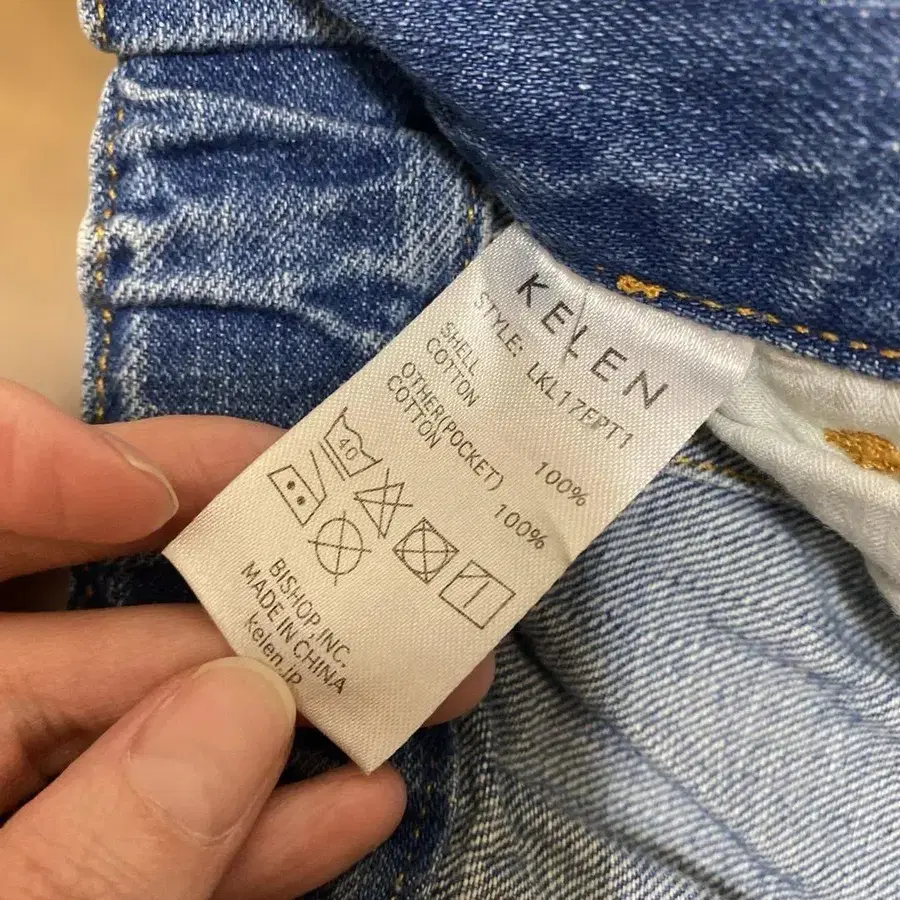 KELEN
STYLE: LKL17EPT1
SHELL
COTTON 100%
OTHER(POCKET)
COTTON 100%
40
BISHOP,INC.
MADE IN CHINA
kelen.jp